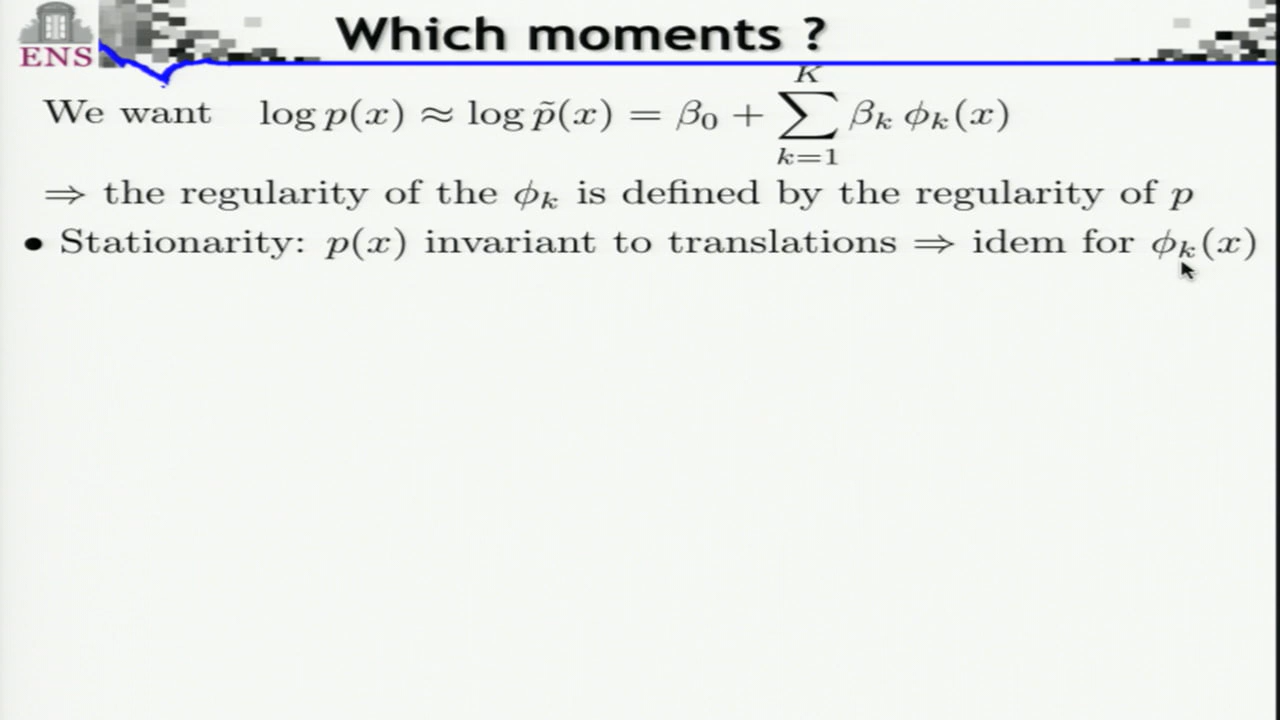 ENS
Which moments ?
We want log p(x) ≈ log p̃(x) = β₀ + ∑_{k=1}^{K} β_k ϕ_k(x)
⇒ the regularity of the ϕ_k is defined by the regularity of p
• Stationarity: p(x) invariant to translations ⇒ idem for ϕ_k(x)